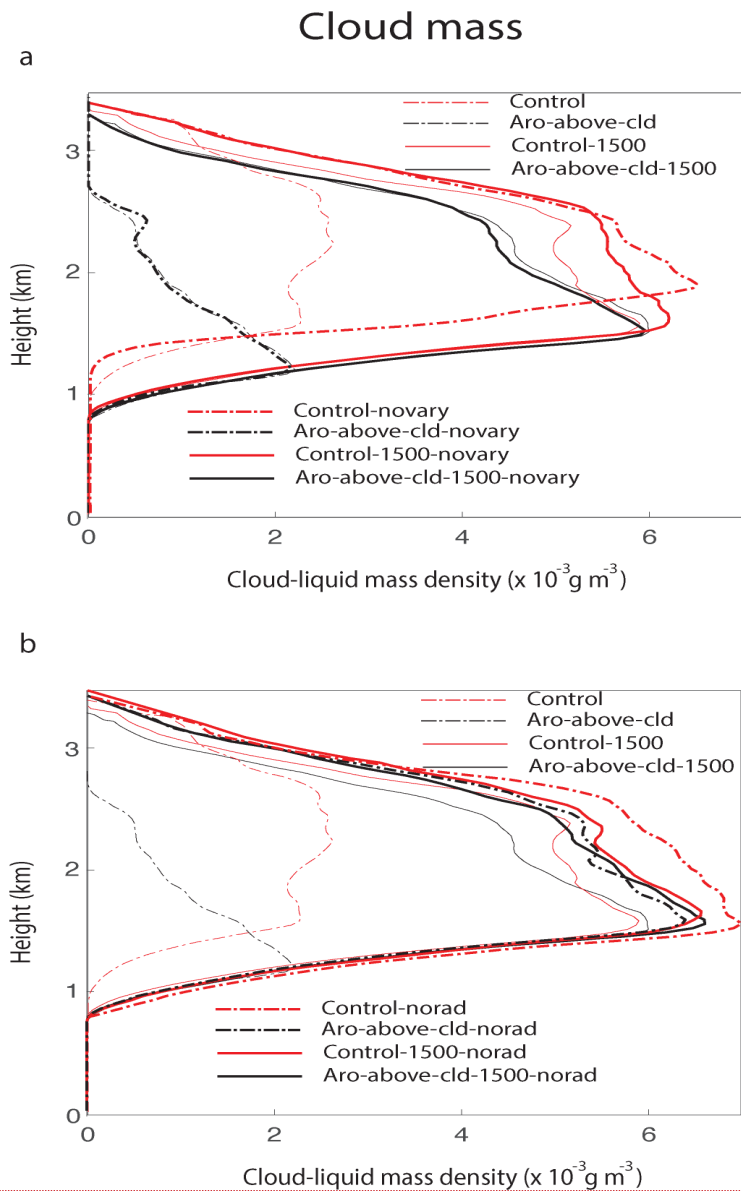 Cloud mass
a
Control
Aro-above-cld
Control-1500
Aro-above-cld-1500
3
2
1
0
Height (km)
Control-novary
Aro-above-cld-novary
Control-1500-novary
Aro-above-cld-1500-novary
0 2 4 6
Cloud-liquid mass density (x 10-3g m-3)
b
Control
Aro-above-cld
Control-1500
Aro-above-cld-1500
3
2
1
0
Height (km)
Control-norad
Aro-above-cld-norad
Control-1500-norad
Aro-above-cld-1500-norad
0 2 4 6
Cloud-liquid mass density (x 10-3g m-3)